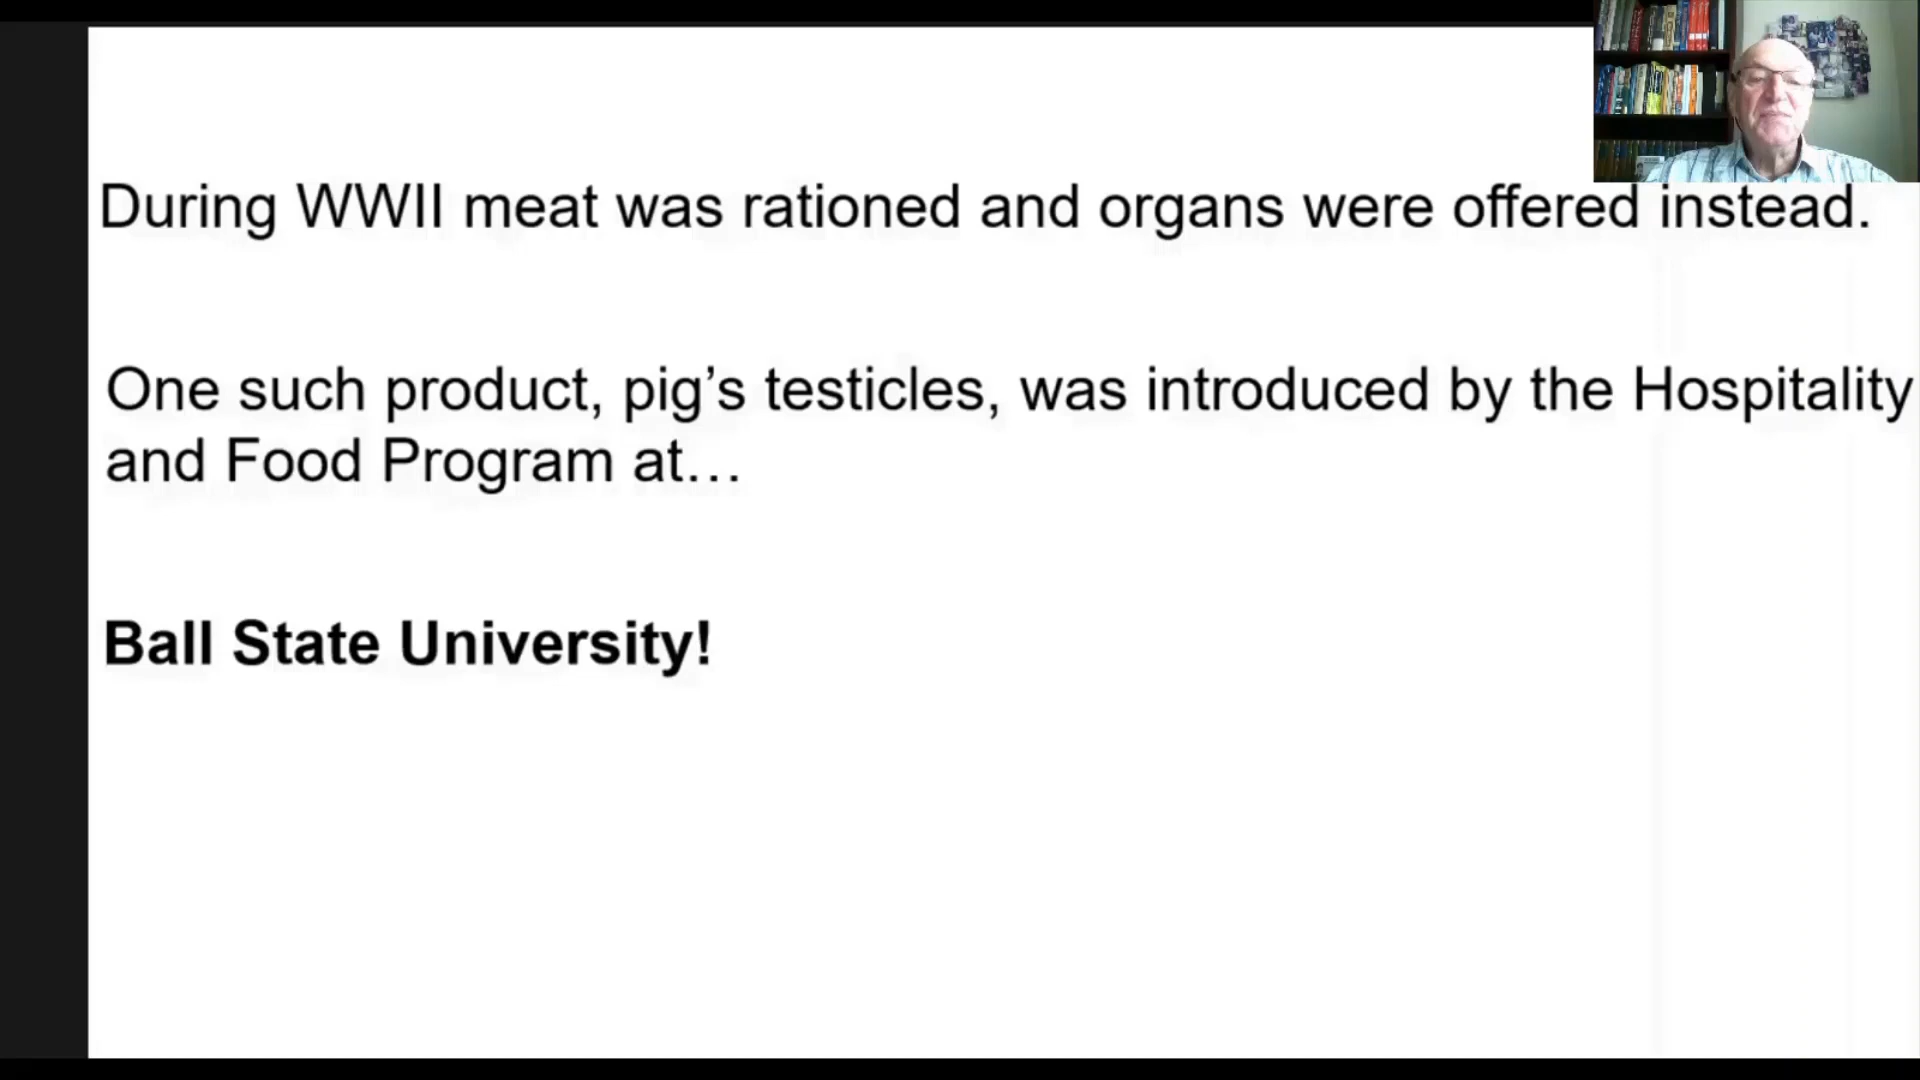 During WWII meat was rationed and organs were offered instead.
One such product, pig’s testicles, was introduced by the Hospitality
and Food Program at…
Ball State University!